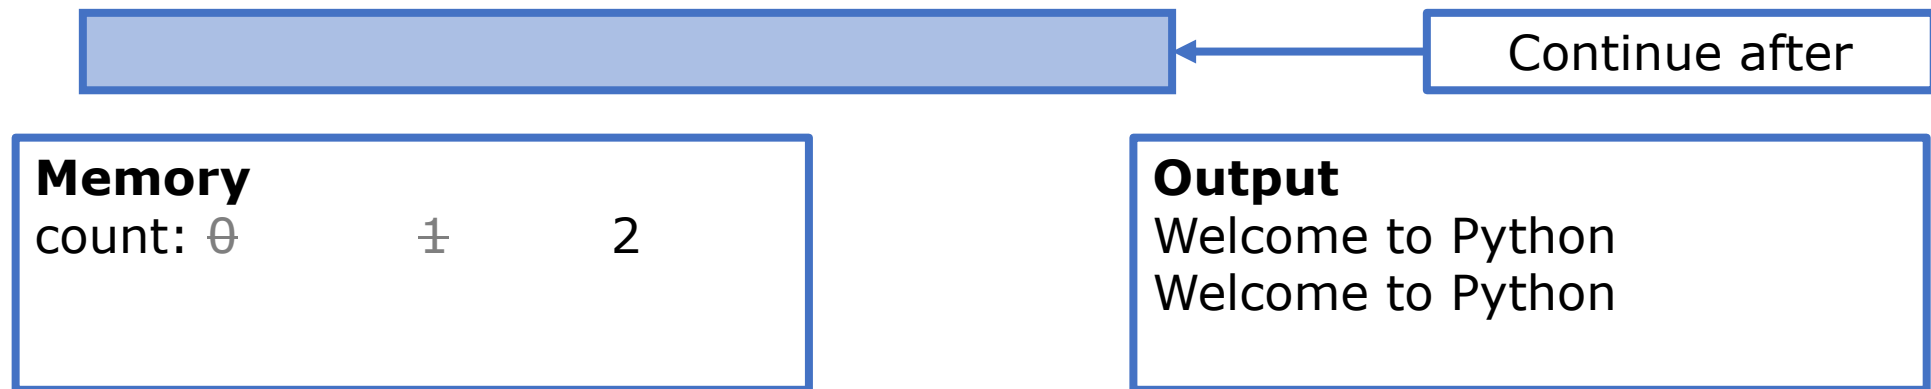 Continue after
Memory
count: 0 1 2
Output
Welcome to Python
Welcome to Python